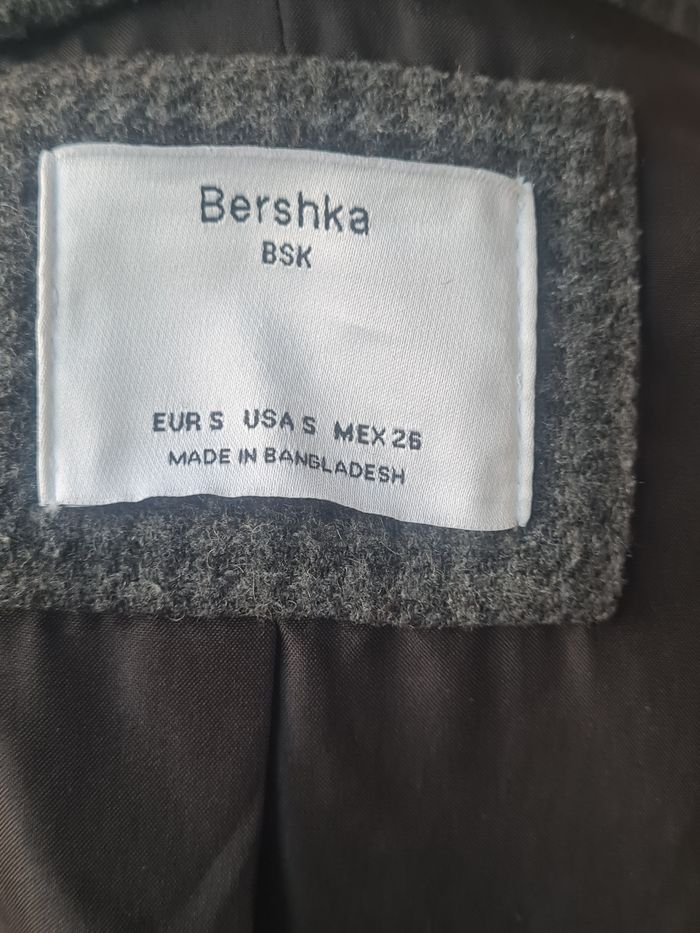 Bershka
BSK
EUR S USA S MEX 26
MADE IN BANGLADESH